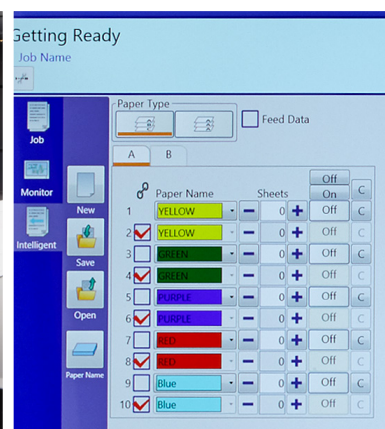 Getting Ready
Job Name
Paper Type
Feed Data
Job
A B
Off
Monitor
Paper Name Sheets On C
New
1 YELLOW 0 Off C
2 YELLOW 0 Off C
Intelligent
3 GREEN 0 Off C
Save
4 GREEN 0 Off C
5 PURPLE 0 Off C
Open
6 PURPLE 0 Off C
7 RED 0 Off C
8 RED 0 Off C
Paper Name
9 Blue 0 Off C
10 Blue 0 Off C